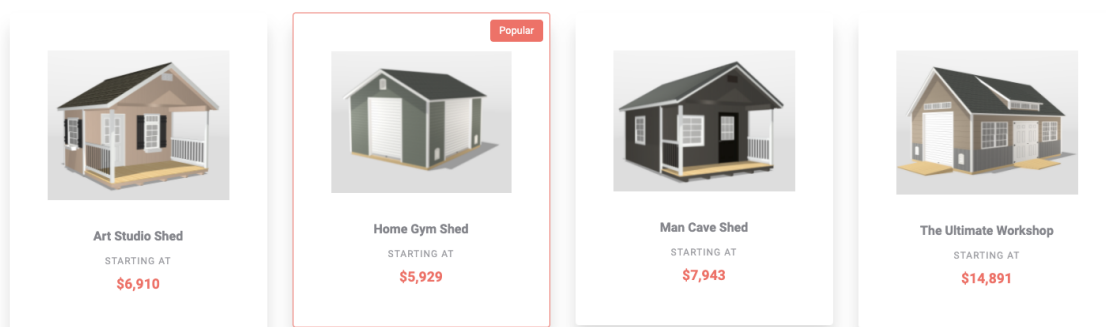 Popular
Art Studio Shed
STARTING AT
$6,910
Home Gym Shed
STARTING AT
$5,929
Man Cave Shed
STARTING AT
$7,943
The Ultimate Workshop
STARTING AT
$14,891